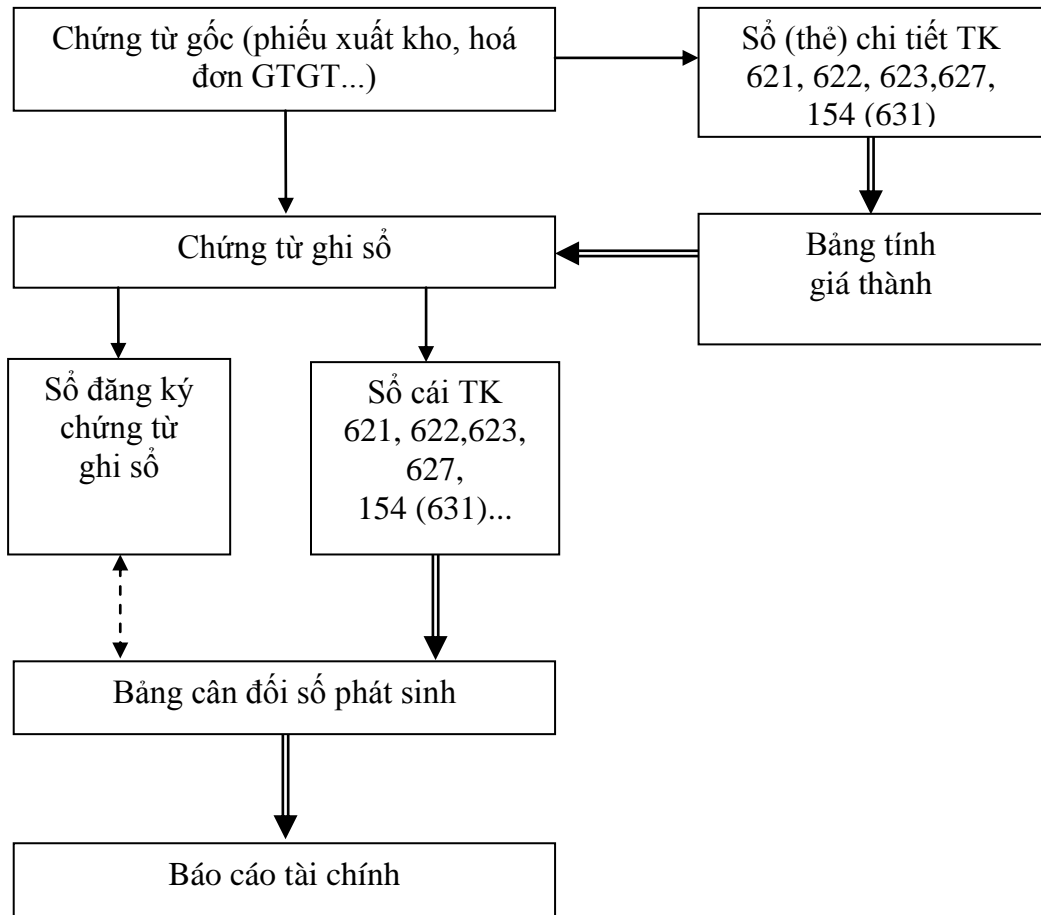 Chứng từ gốc (phiếu xuất kho, hoá
đơn GTGT...)
Sổ (thẻ) chi tiết TK
621, 622, 623,627,
154 (631)
Chứng từ ghi sổ
Bảng tính
giá thành
Sổ đăng ký
chứng từ
ghi sổ
Sổ cái TK
621, 622,623,
627,
154 (631)...
Bảng cân đối số phát sinh
Báo cáo tài chính